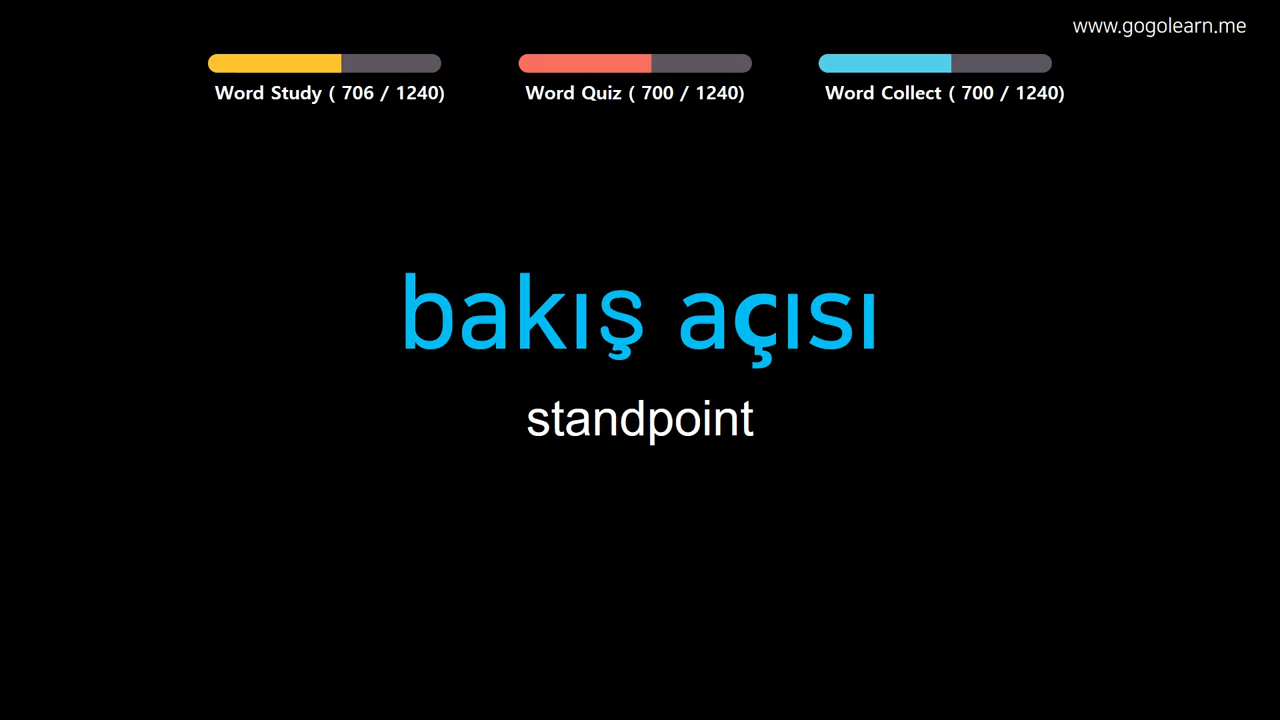 www.gogolearn.me
Word Study ( 706 / 1240)
Word Quiz ( 700 / 1240)
Word Collect ( 700 / 1240)
bakış açısı
standpoint